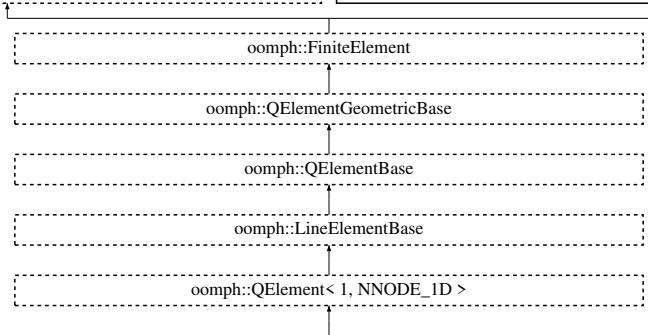 oomph::FiniteElement
oomph::QElementGeometricBase
oomph::QElementBase
oomph::LineElementBase
oomph::QElement< 1, NNODE_1D >